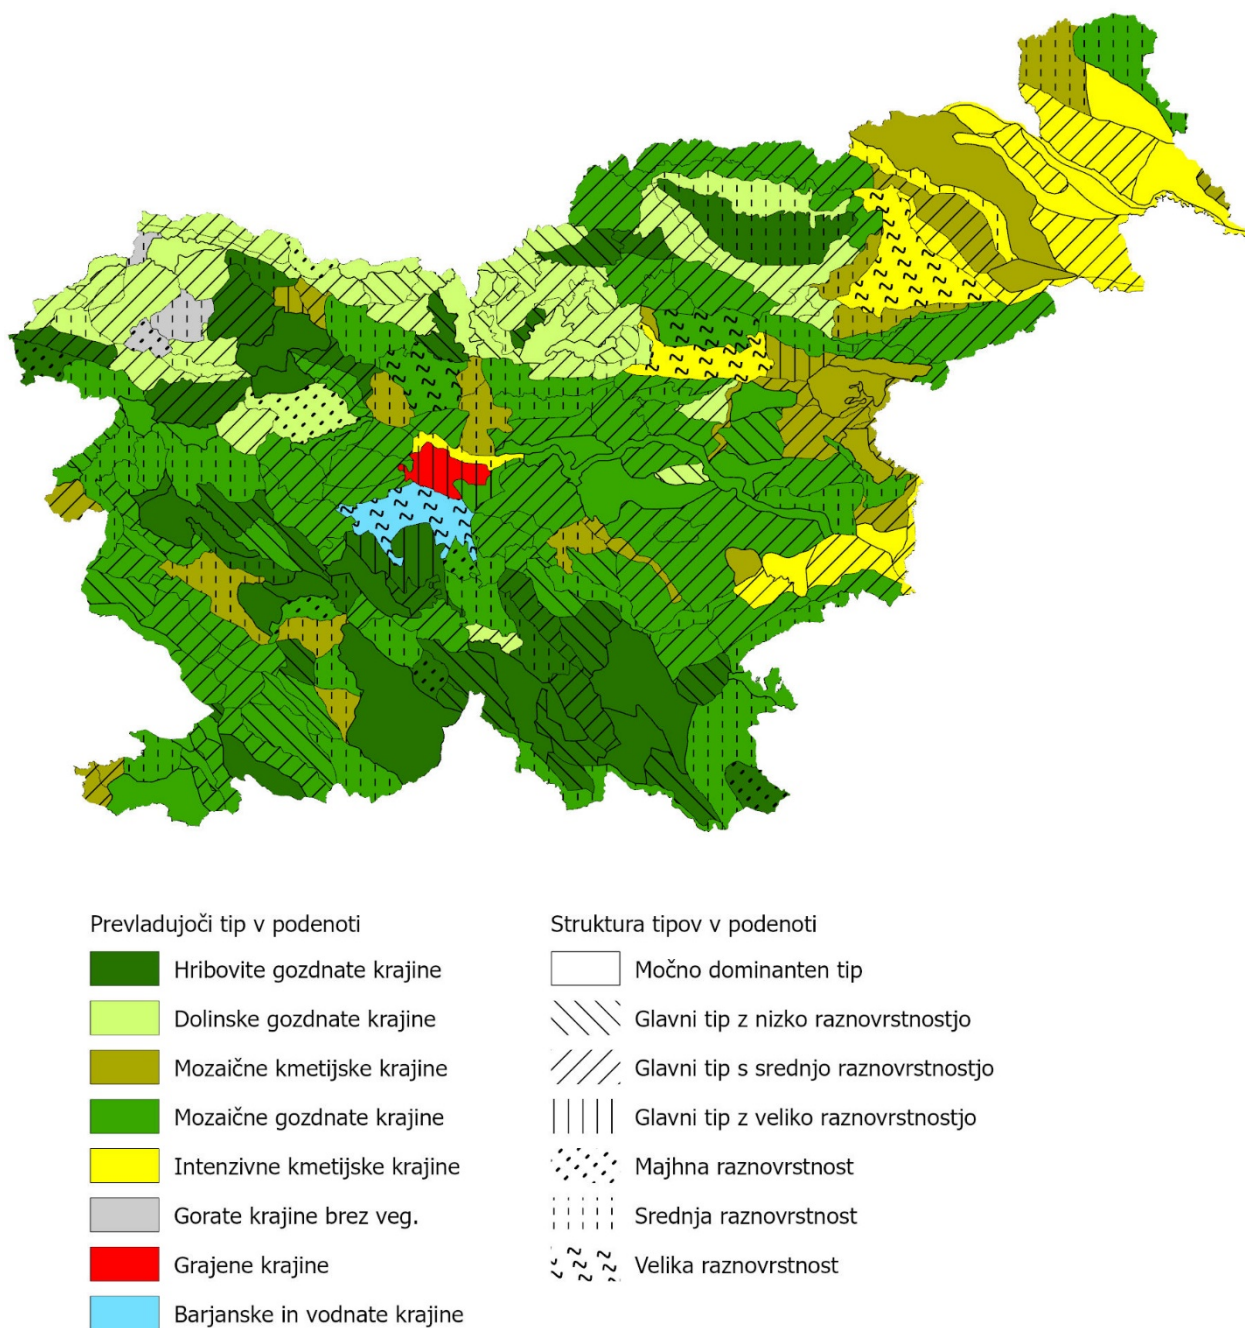 Prevladujoči tip v podenoti
Hribovite gozdnate krajine
Dolinske gozdnate krajine
Mozaične kmetijske krajine
Mozaične gozdnate krajine
Intenzivne kmetijske krajine
Gorate krajine brez veg.
Grajene krajine
Barjanske in vodnate krajine
Struktura tipov v podenoti
Močno dominanten tip
Glavni tip z nizko raznovrstnostjo
Glavni tip s srednjo raznovrstnostjo
Glavni tip z veliko raznovrstnostjo
Majhna raznovrstnost
Srednja raznovrstnost
Velika raznovrstnost